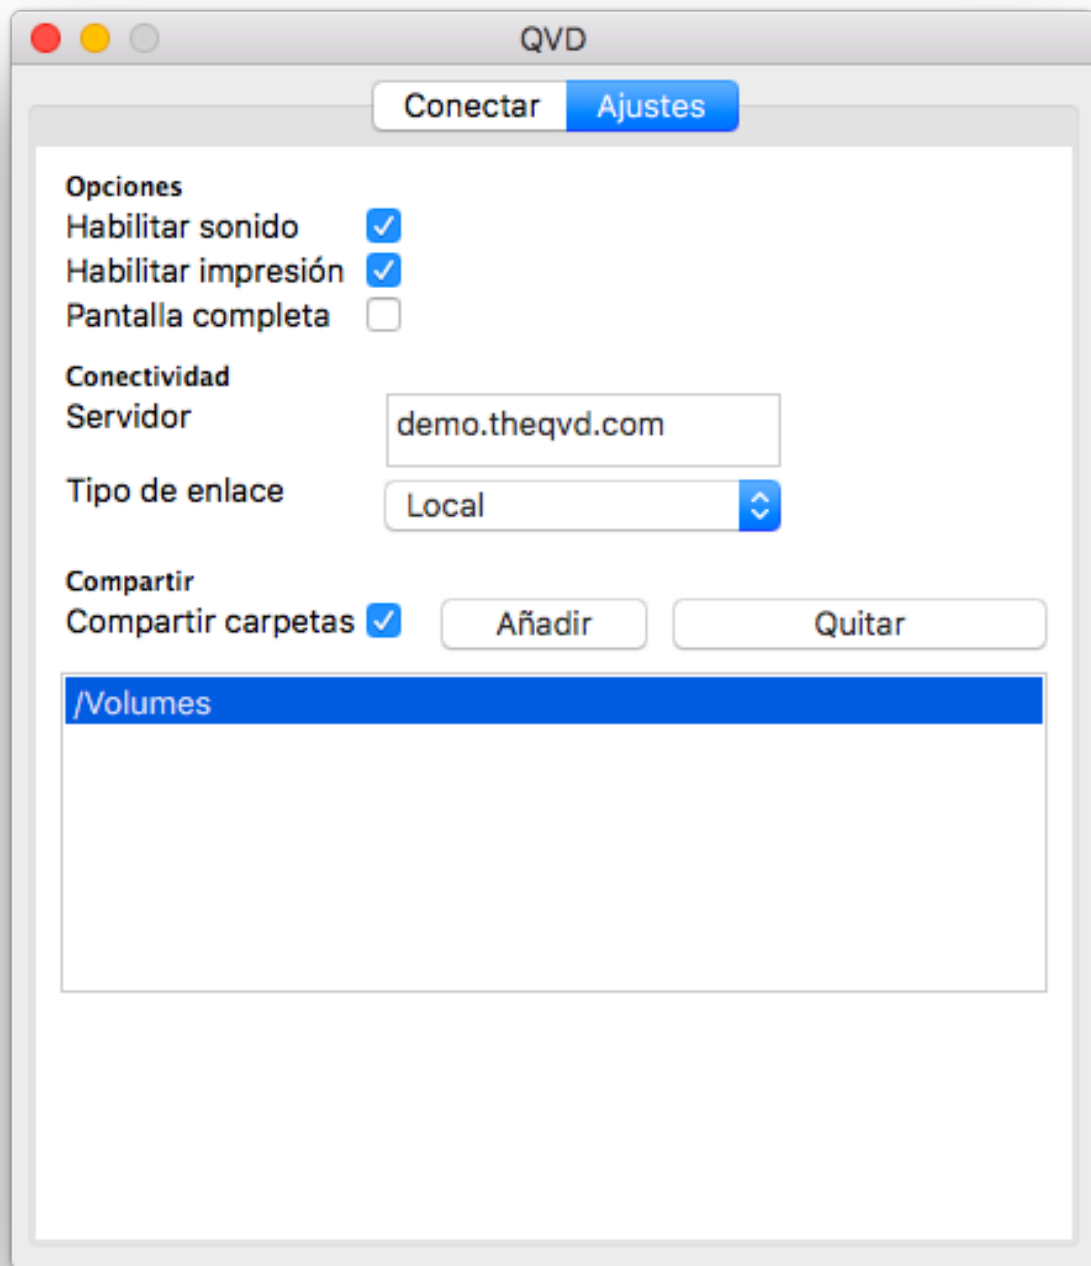 QVD
Conectar Ajustes
Opciones
Habilitar sonido
Habilitar impresión
Pantalla completa
Conectividad
Servidor demo.theqvd.com
Tipo de enlace Local
Compartir
Compartir carpetas Añadir Quitar
/Volumes